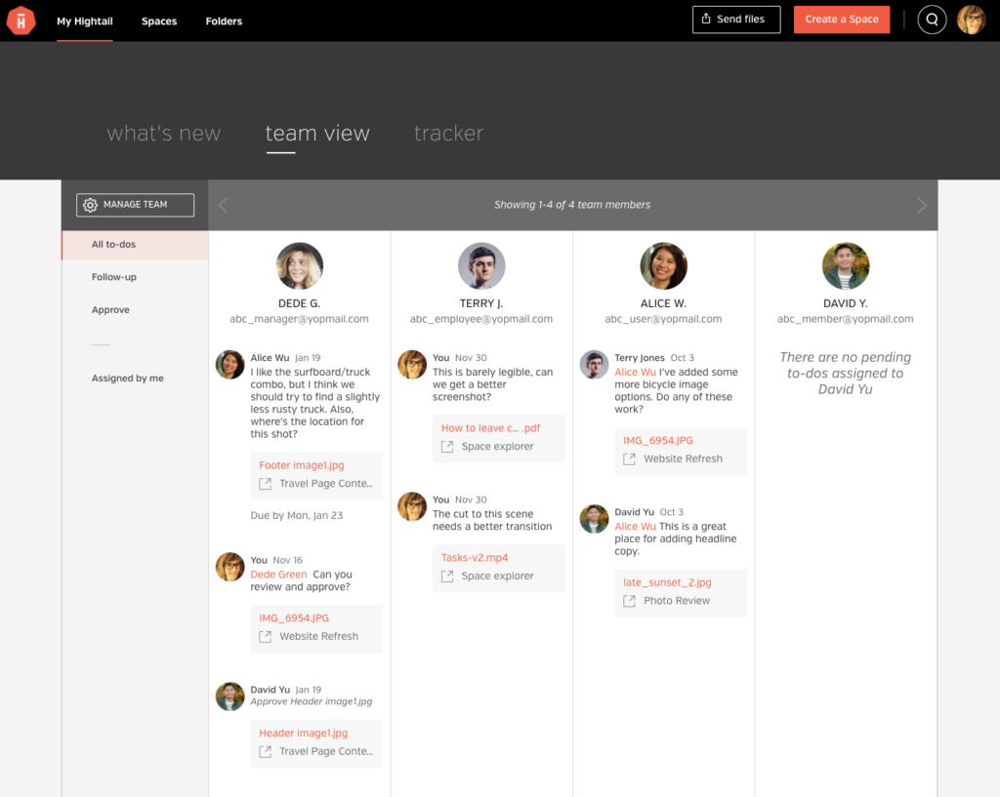 My Hightail
Spaces
Folders
Send files
Create a Space
what's new
team view
tracker
MANAGE TEAM
Showing 1-4 of 4 team members
All to-dos
Follow-up
Approve
Assigned by me
DEDE G.
abc_manager@yopmail.com
Alice Wu Jan 19
I like the surfboard/truck
combo, but I think we
should try to find a slightly
less rusty truck. Also,
where's the location for
this shot?
Footer image1.jpg
Travel Page Conte...
Due by Mon, Jan 23
You Nov 16
Dede Green Can you
review and approve?
IMG_6954.JPG
Website Refresh
David Yu Jan 19
Approve Header image1.jpg
Header image1.jpg
Travel Page Conte...
TERRY J.
abc_employee@yopmail.com
You Nov 30
This is barely legible, can
we get a better
screenshot?
How to leave c... .pdf
Space explorer
You Nov 30
The cut to this scene
needs a better transition
Tasks-v2.mp4
Space explorer
ALICE W.
abc_user@yopmail.com
Terry Jones Oct 3
Alice Wu I've added some
more bicycle image
options. Do any of these
work?
IMG_6954.JPG
Website Refresh
David Yu Oct 3
Alice Wu This is a great
place for adding headline
copy.
late_sunset_2.jpg
Photo Review
DAVID Y.
abc_member@yopmail.com
There are no pending
to-dos assigned to
David Yu